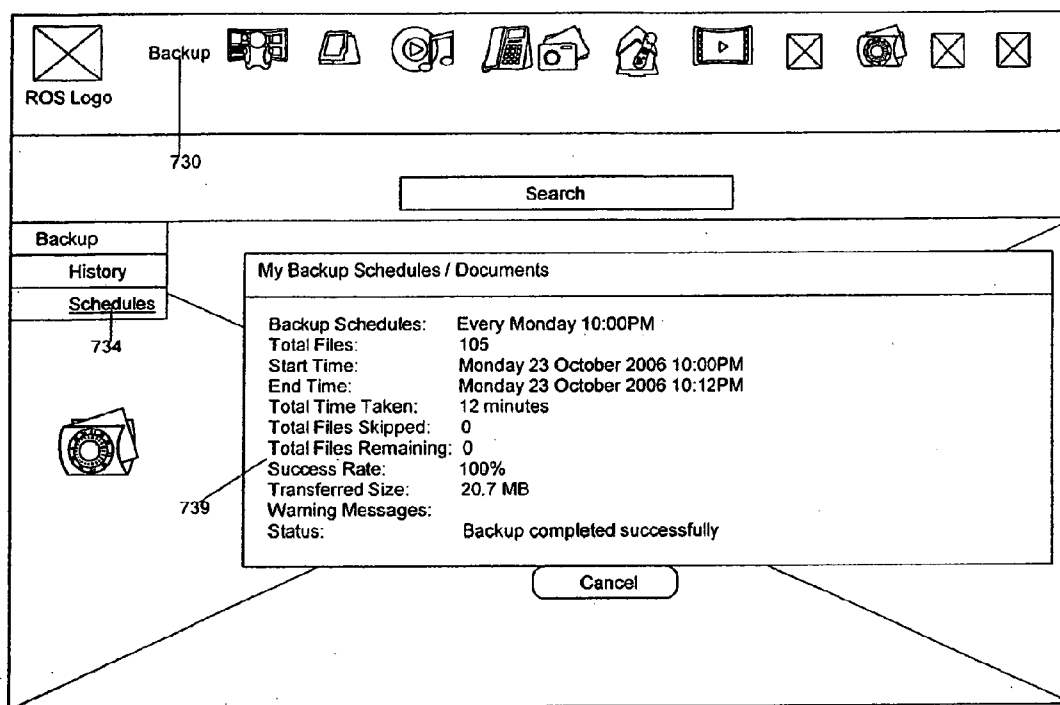 Backup
ROS Logo
730
Search
Backup
History
Schedules
734
My Backup Schedules / Documents
Backup Schedules: Every Monday 10:00PM
Total Files: 105
Start Time: Monday 23 October 2006 10:00PM
End Time: Monday 23 October 2006 10:12PM
Total Time Taken: 12 minutes
Total Files Skipped: 0
Total Files Remaining: 0
Success Rate: 100%
Transferred Size: 20.7 MB
Warning Messages:
Status: Backup completed successfully
739
Cancel